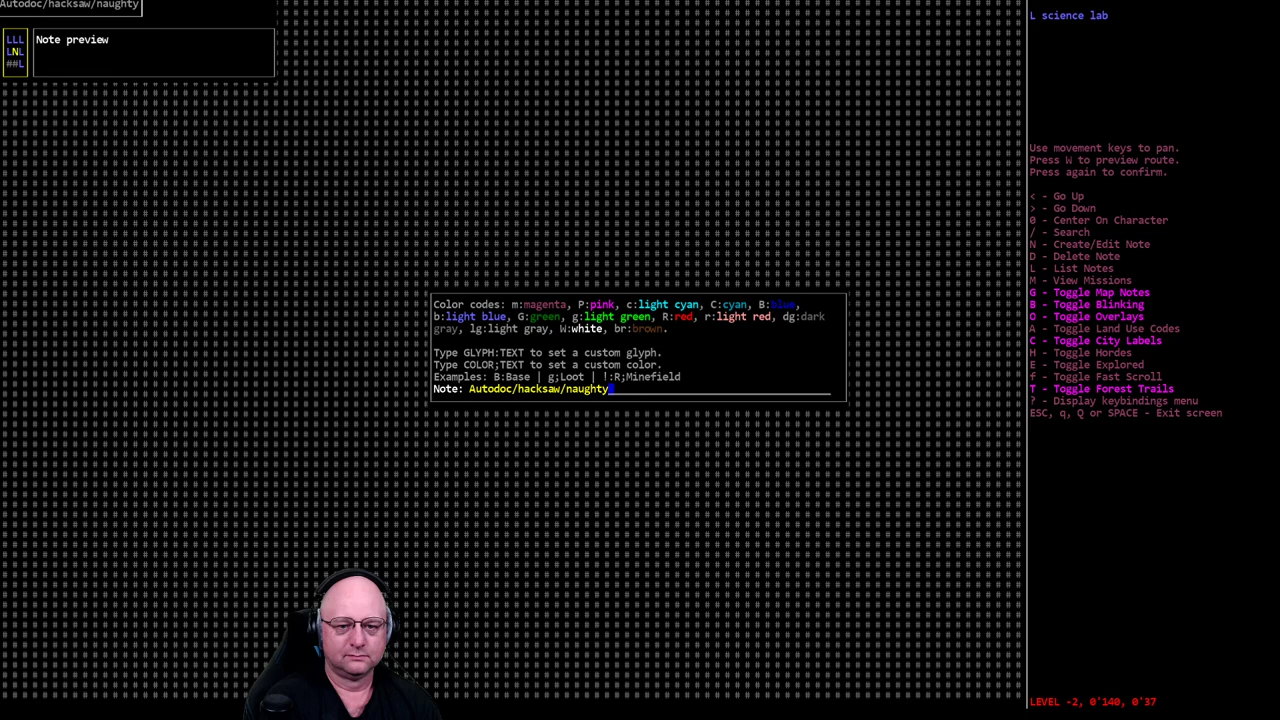 Autodoc/hacksaw/naughty
LLL
LNL
##L
Note preview
L science lab
Use movement keys to pan.
Press W to preview route.
Press again to confirm.
< - Go Up
> - Go Down
0 - Center On Character
/ - Search
N - Create/Edit Note
D - Delete Note
L - List Notes
M - View Missions
G - Toggle Map Notes
B - Toggle Blinking
O - Toggle Overlays
A - Toggle Land Use Codes
C - Toggle City Labels
H - Toggle Hordes
E - Toggle Explored
f - Toggle Fast Scroll
T - Toggle Forest Trails
? - Display keybindings menu
ESC, q, Q or SPACE - Exit screen
Color codes: m:magenta, P:pink, c:light cyan, C:cyan, B:blue,
b:light blue, G:green, g:light green, R:red, r:light red, dg:dark
gray, lg:light gray, W:white, br:brown.
Type GLYPH:TEXT to set a custom glyph.
Type COLOR;TEXT to set a custom color.
Examples: B:Base | g;Loot | !:R;Minefield
Note: Autodoc/hacksaw/naughty
LEVEL -2, 0'140, 0'37